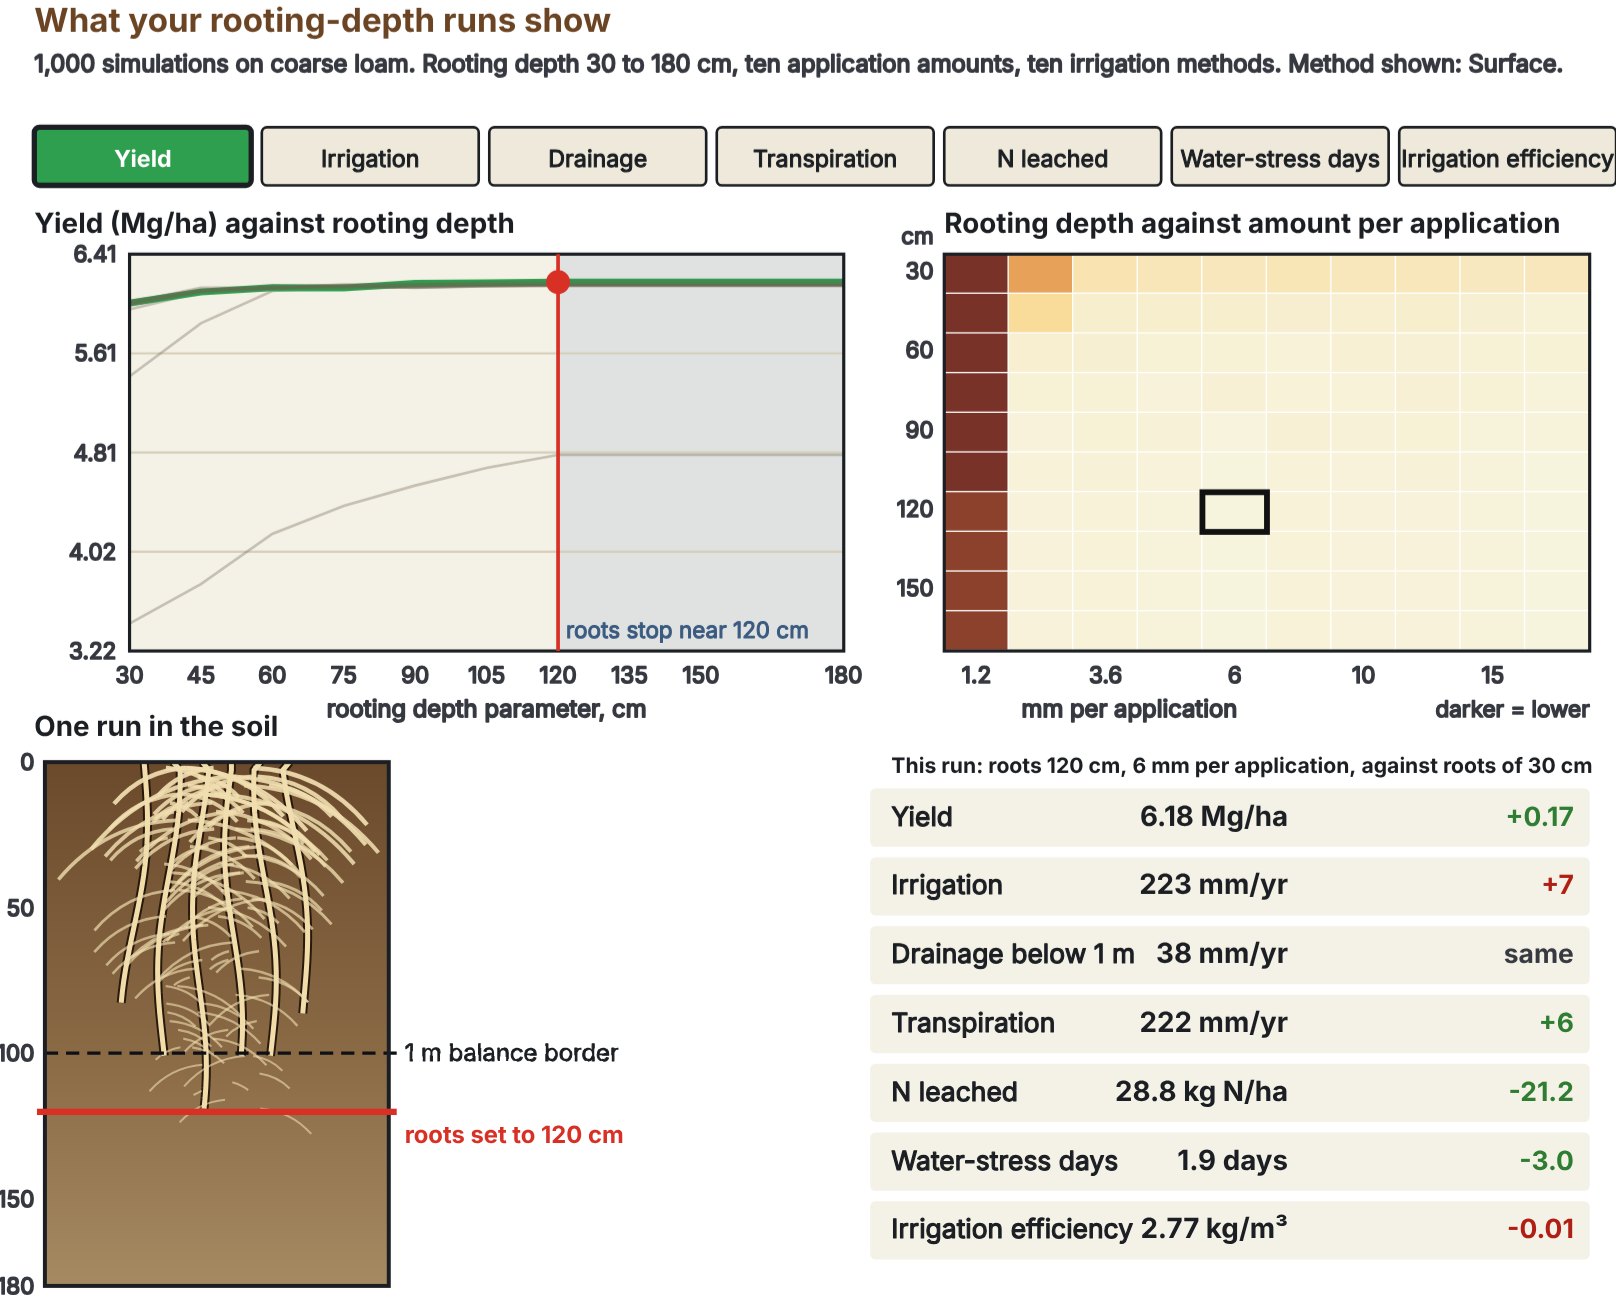 What your rooting-depth runs show
1,000 simulations on coarse loam. Rooting depth 30 to 180 cm, ten application amounts, ten irrigation methods. Method shown: Surface.
Yield Irrigation Drainage Transpiration N leached Water-stress days Irrigation efficiency
Yield (Mg/ha) against rooting depth
6.41
5.61
4.81
4.02
3.22
roots stop near 120 cm
30 45 60 75 90 105 120 135 150 180
rooting depth parameter, cm
Rooting depth against amount per application
cm
30
60
90
120
150
1.2 3.6 6 10 15
mm per application
darker = lower
One run in the soil
0
50
100
150
180
1 m balance border
roots set to 120 cm
This run: roots 120 cm, 6 mm per application, against roots of 30 cm
Yield 6.18 Mg/ha +0.17
Irrigation 223 mm/yr +7
Drainage below 1 m 38 mm/yr same
Transpiration 222 mm/yr +6
N leached 28.8 kg N/ha -21.2
Water-stress days 1.9 days -3.0
Irrigation efficiency 2.77 kg/m³ -0.01